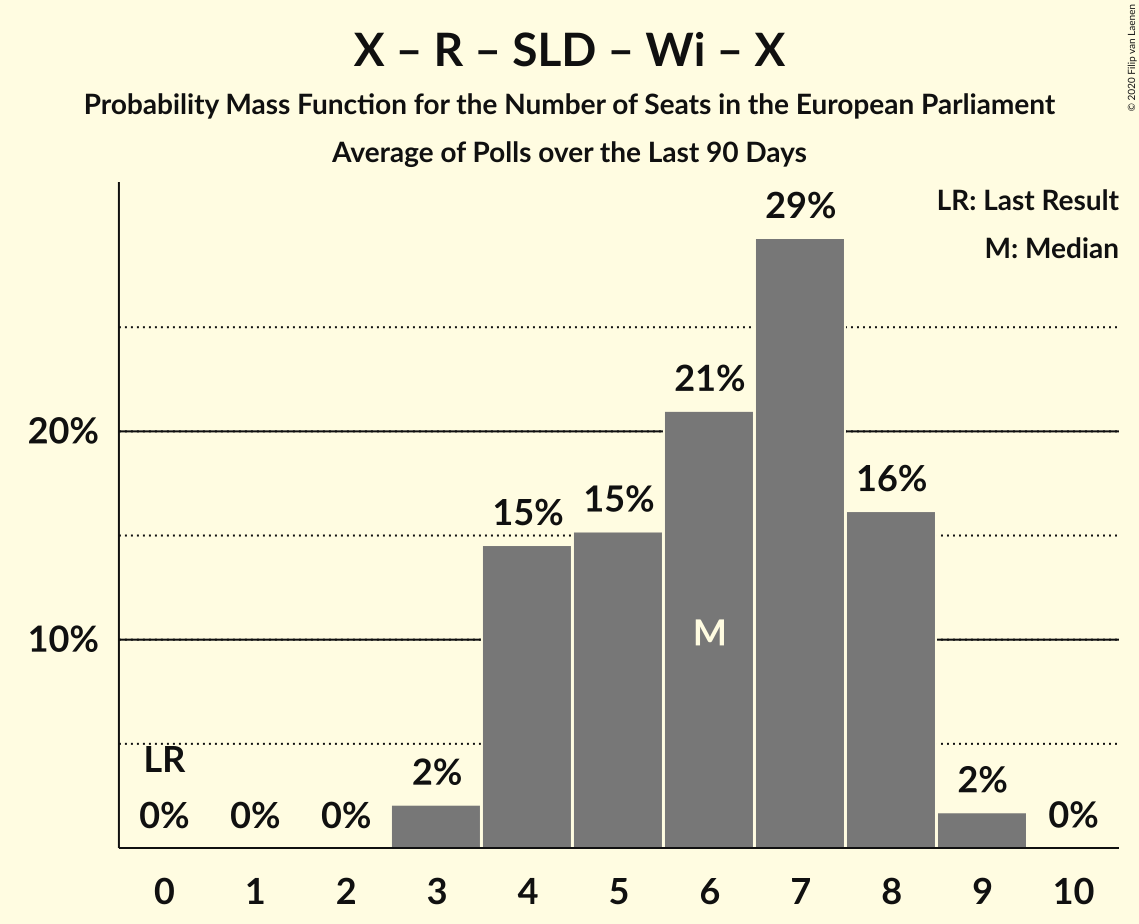 X – R – SLD – Wi – X
Probability Mass Function for the Number of Seats in the European Parliament
Average of Polls over the Last 90 Days
© 2020 Filip van Laenen
LR: Last Result
M: Median
29%
21%
20%
16%
15%
15%
10%
M
LR
2%
2%
0%
0%
0%
0%
0 1 2 3 4 5 6 7 8 9 10